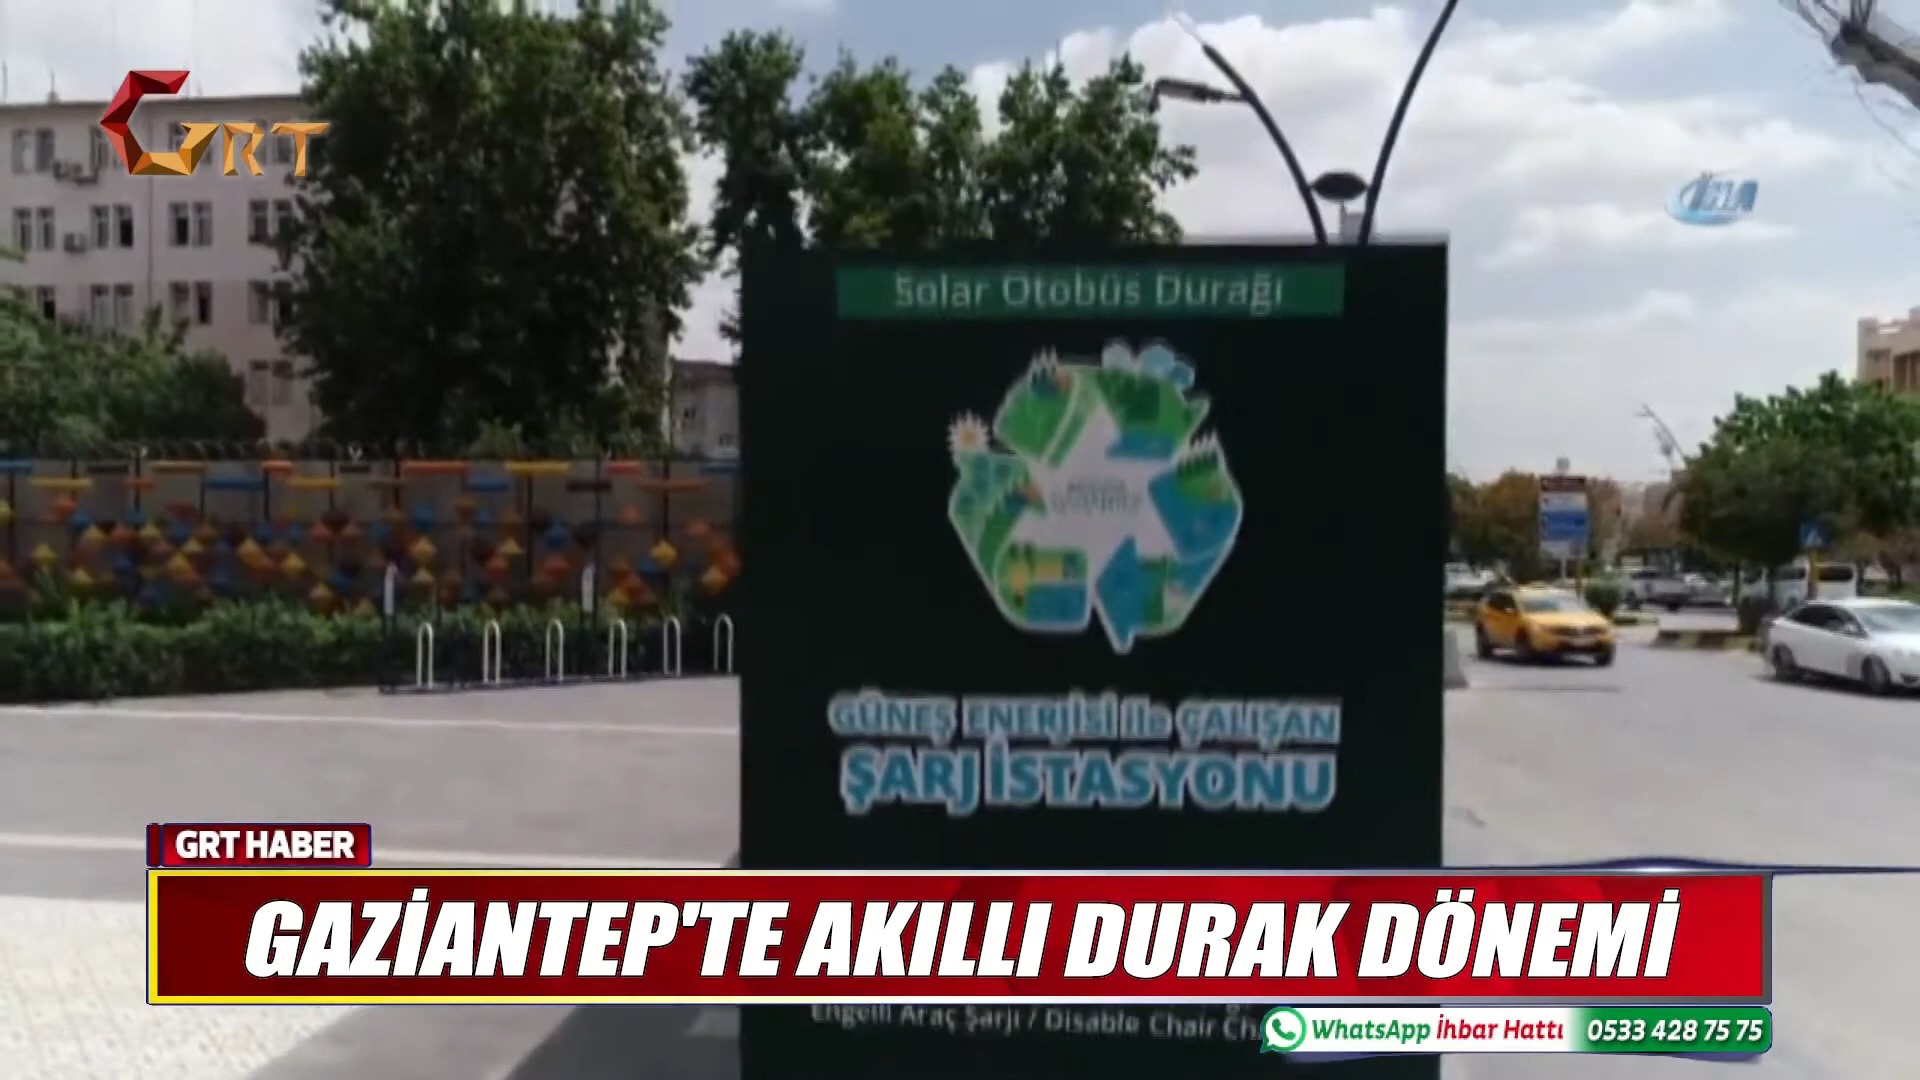 GRT
İHA
Solar Otobüs Durağı
GÜNEŞ ENERJİSİ ile ÇALIŞAN
ŞARJ İSTASYONU
GRT HABER
GAZİANTEP'TE AKILLI DURAK DÖNEMİ
Engelli Araç Şarjı / Disable Chair
WhatsApp İhbar Hattı 0533 428 75 75